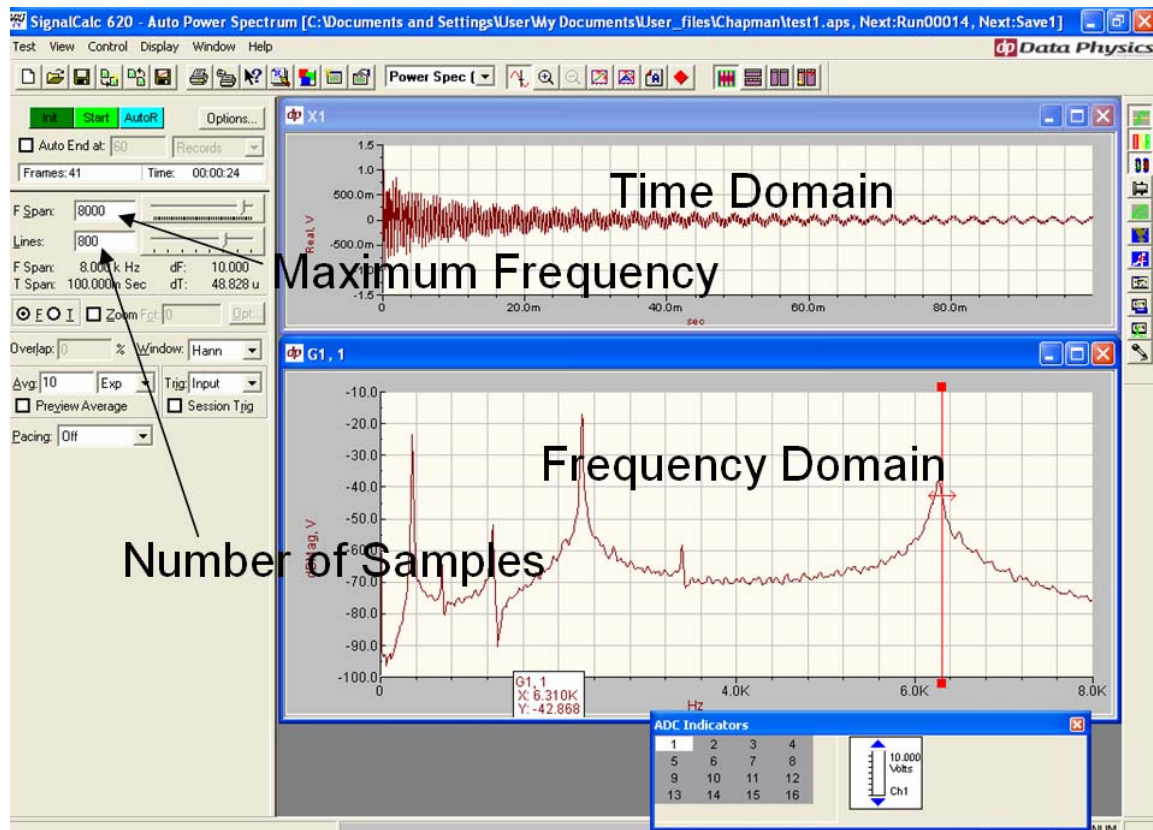 SignalCalc 620 - Auto Power Spectrum [C:\Documents and Settings\User\My Documents\User_files\Chapman\test1.aps, Next:Run00014, Next:Save1]
Test View Control Display Window Help
dp Data Physics
Power Spec (
Init Start AutoR Options...
Auto End at: 60 Records
Frames: 41 Time: 00:00:24
F Span: 8000
Lines: 800
F Span: 8.000 k Hz dF: 10.000
T Span: 100.000m Sec dT: 48.828 u
F T Zoom Fct: 0 Opt...
Overlap: 0 % Window: Hann
Avg: 10 Exp Trig: Input
Preview Average Session Trig
Pacing: Off
Maximum Frequency
Number of Samples
dp X1
1.5
1.0
500.0m
0
-500.0m
-1.5
Real, V
0 20.0m 40.0m 60.0m 80.0m
sec
Time Domain
dp G1, 1
-10.0
-20.0
-30.0
-40.0
-50.0
-60.0
-70.0
-80.0
-90.0
-100.0
dBMag, V
0 4.0K 6.0K 8.0K
Hz
Frequency Domain
G1, 1
X: 6.310K
Y: -42.868
ADC Indicators
1 2 3 4
5 6 7 8
9 10 11 12
13 14 15 16
10.000
Volts
Ch1
NUM